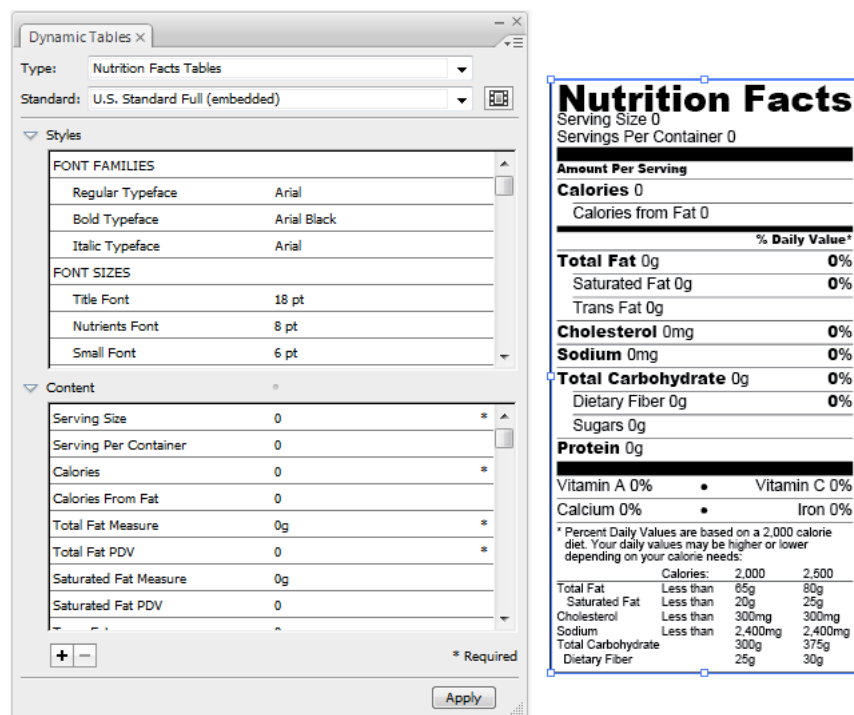 Dynamic Tables
Type: Nutrition Facts Tables
Standard: U.S. Standard Full (embedded)
Styles
FONT FAMILIES
Regular Typeface Arial
Bold Typeface Arial Black
Italic Typeface Arial
FONT SIZES
Title Font 18 pt
Nutrients Font 8 pt
Small Font 6 pt
Content
Serving Size 0 *
Serving Per Container 0
Calories 0 *
Calories From Fat 0
Total Fat Measure 0g *
Total Fat PDV 0 *
Saturated Fat Measure 0g
Saturated Fat PDV 0
+ −
* Required
Apply
Nutrition Facts
Serving Size 0
Servings Per Container 0
Amount Per Serving
Calories 0
Calories from Fat 0
% Daily Value*
Total Fat 0g 0%
Saturated Fat 0g 0%
Trans Fat 0g
Cholesterol 0mg 0%
Sodium 0mg 0%
Total Carbohydrate 0g 0%
Dietary Fiber 0g 0%
Sugars 0g
Protein 0g
Vitamin A 0% • Vitamin C 0%
Calcium 0% • Iron 0%
* Percent Daily Values are based on a 2,000 calorie
diet. Your daily values may be higher or lower
depending on your calorie needs:
Calories: 2,000 2,500
Total Fat Less than 65g 80g
Saturated Fat Less than 20g 25g
Cholesterol Less than 300mg 300mg
Sodium Less than 2,400mg 2,400mg
Total Carbohydrate 300g 375g
Dietary Fiber 25g 30g